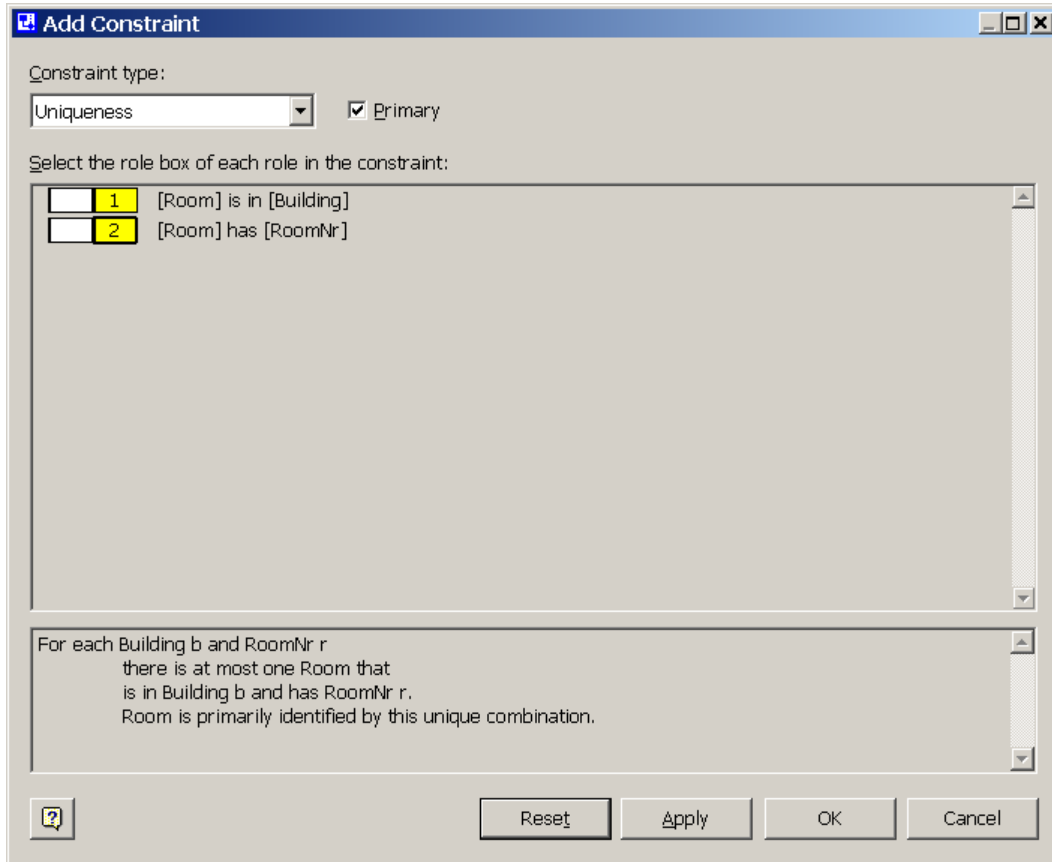 Add Constraint
Constraint type:
Uniqueness
Primary
Select the role box of each role in the constraint:
1 [Room] is in [Building]
2 [Room] has [RoomNr]
For each Building b and RoomNr r
there is at most one Room that
is in Building b and has RoomNr r.
Room is primarily identified by this unique combination.
?
Reset
Apply
OK
Cancel